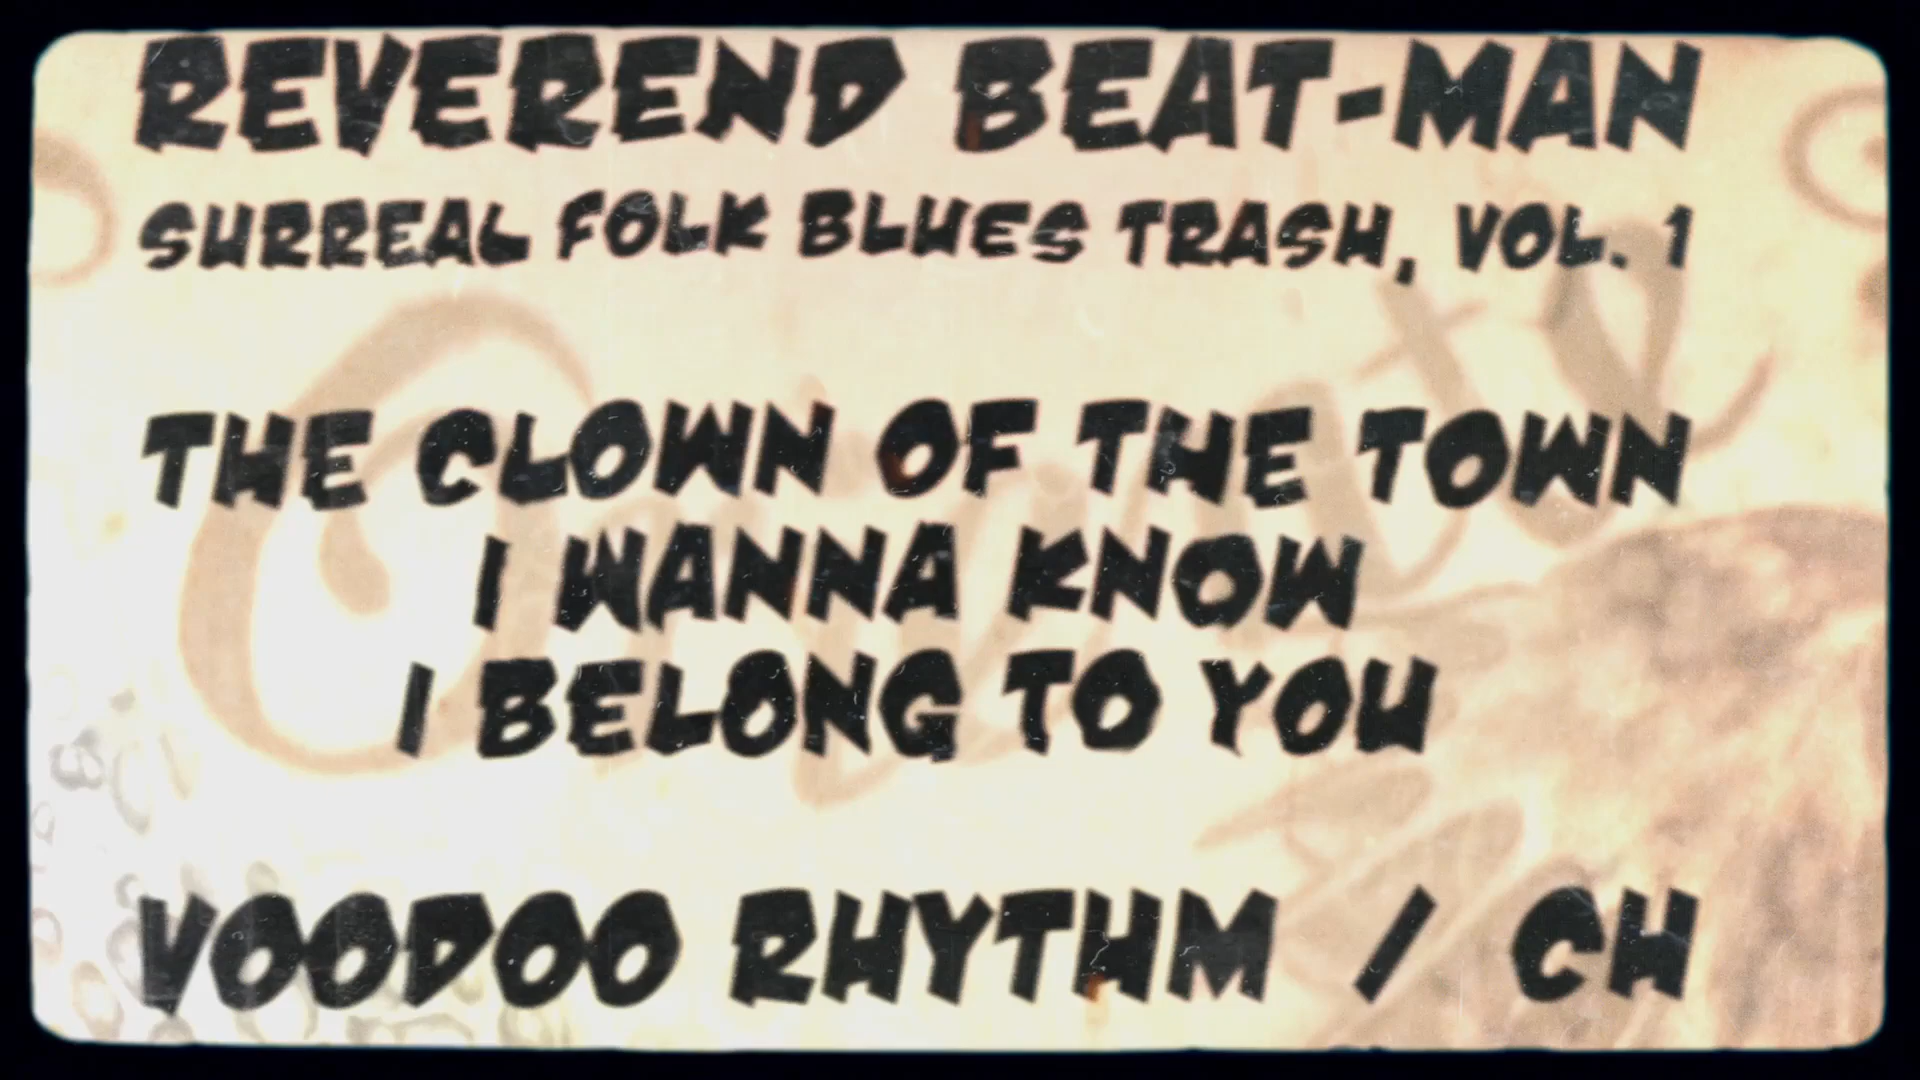 REVEREND BEAT-MAN
SURREAL FOLK BLUES TRASH, VOL. 1
THE CLOWN OF THE TOWN
I WANNA KNOW
I BELONG TO YOU
VOODOO RHYTHM / CH